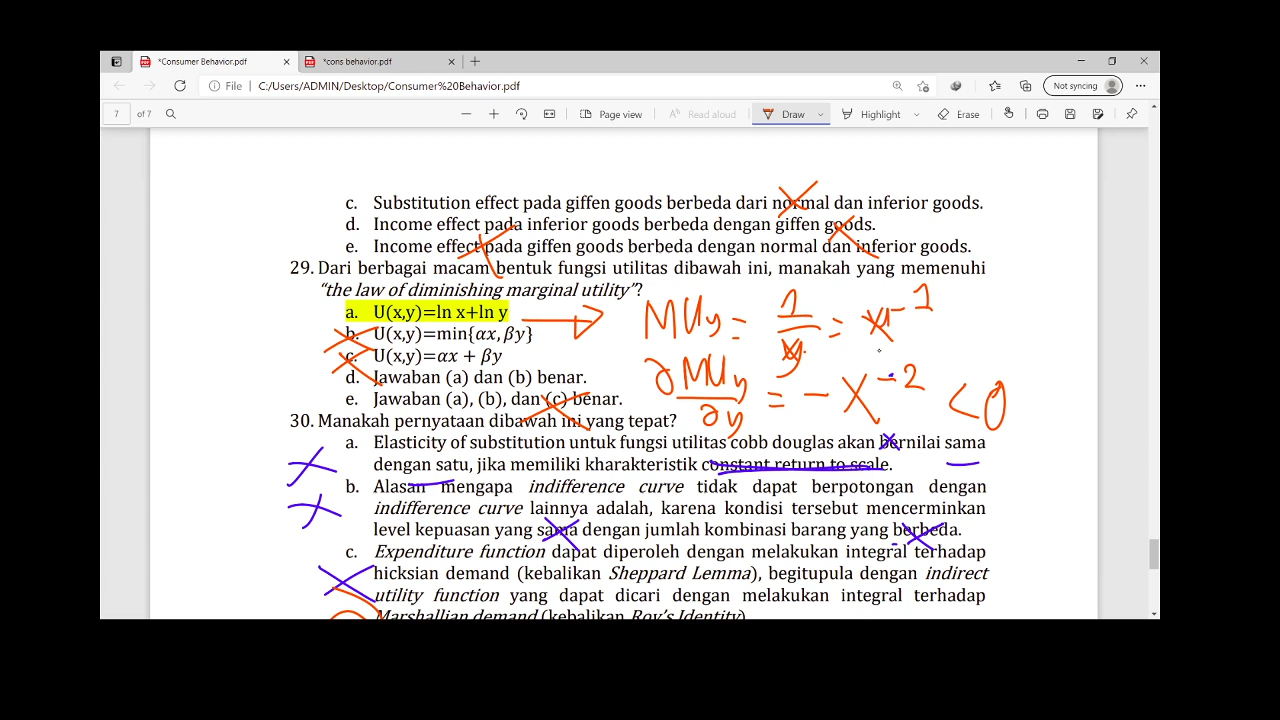 *Consumer Behavior.pdf
*cons behavior.pdf
File C:/Users/ADMIN/Desktop/Consumer%20Behavior.pdf Not syncing
7 of 7 Page view Read aloud Draw Highlight Erase
c. Substitution effect pada giffen goods berbeda dari normal dan inferior goods.
d. Income effect pada inferior goods berbeda dengan giffen goods.
e. Income effect pada giffen goods berbeda dengan normal dan inferior goods.
29. Dari berbagai macam bentuk fungsi utilitas dibawah ini, manakah yang memenuhi
“the law of diminishing marginal utility”?
a. U(x,y)=ln x+ln y
b. U(x,y)=min{αx, βy}
c. U(x,y)=αx + βy
d. Jawaban (a) dan (b) benar.
e. Jawaban (a), (b), dan (c) benar.
MUy = 1/y = x⁻¹
∂MUy/∂y = -x⁻² <0
30. Manakah pernyataan dibawah ini yang tepat?
a. Elasticity of substitution untuk fungsi utilitas cobb douglas akan bernilai sama
dengan satu, jika memiliki kharakteristik constant return to scale.
b. Alasan mengapa indifference curve tidak dapat berpotongan dengan
indifference curve lainnya adalah, karena kondisi tersebut mencerminkan
level kepuasan yang sama dengan jumlah kombinasi barang yang berbeda.
c. Expenditure function dapat diperoleh dengan melakukan integral terhadap
hicksian demand (kebalikan Sheppard Lemma), begitupula dengan indirect
utility function yang dapat dicari dengan melakukan integral terhadap
Marshallian demand (kebalikan Roy's Identity)